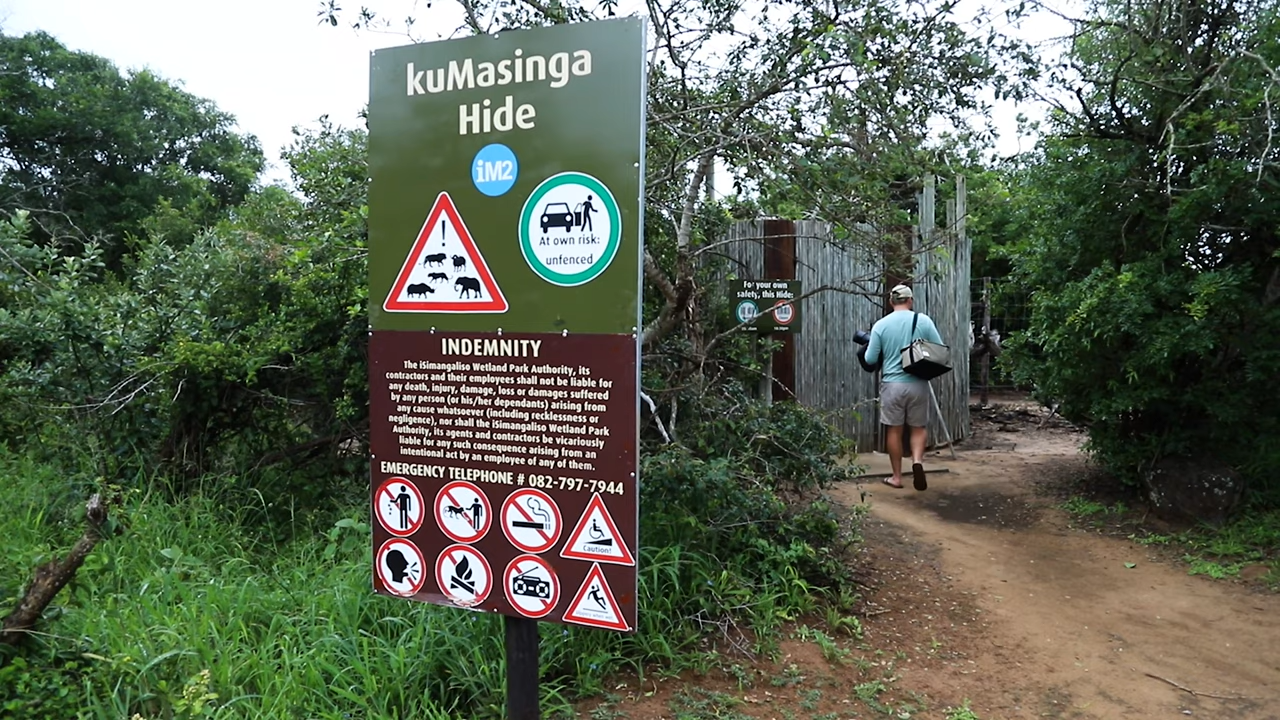 kuMasinga
Hide
iM2
At own risk:
unfenced
INDEMNITY
The iSimangaliso Wetland Park Authority, its
contractors and their employees shall not be liable for
any death, injury, damage, loss or damages suffered
by any person (or his/her dependants) arising from
any cause whatsoever (including recklessness or
negligence), nor shall the iSimangaliso Wetland Park
Authority, its agents and contractors be vicariously
liable for any such consequence arising from an
intentional act by an employee of any of them.
EMERGENCY TELEPHONE # 082-797-7944
Caution!
For your own
safety, this Hide: